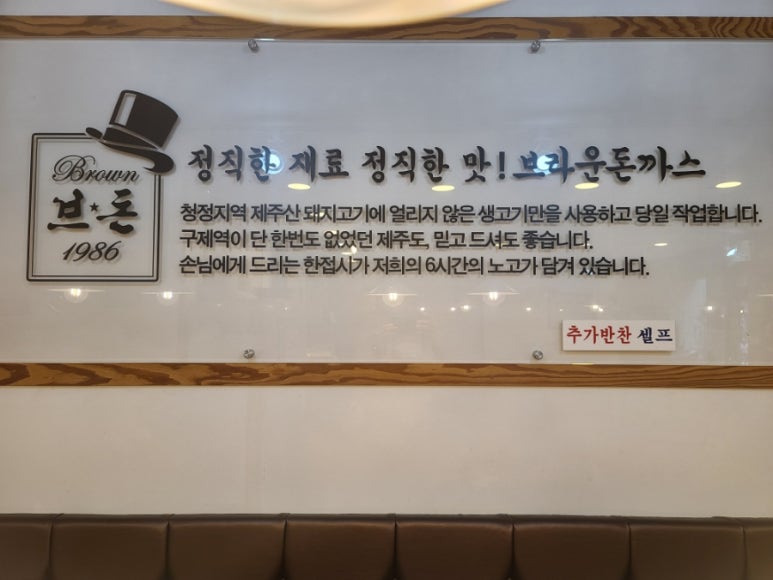 Brown
브★돈
1986
정직한 재료 정직한 맛! 브라운돈까스
청정지역 제주산 돼지고기에 얼리지 않은 생고기만을 사용하고 당일 작업합니다.
구제역이 단 한번도 없었던 제주도, 믿고 드셔도 좋습니다.
손님에게 드리는 한접시가 저희의 6시간의 노고가 담겨 있습니다.
추가반찬 셀프